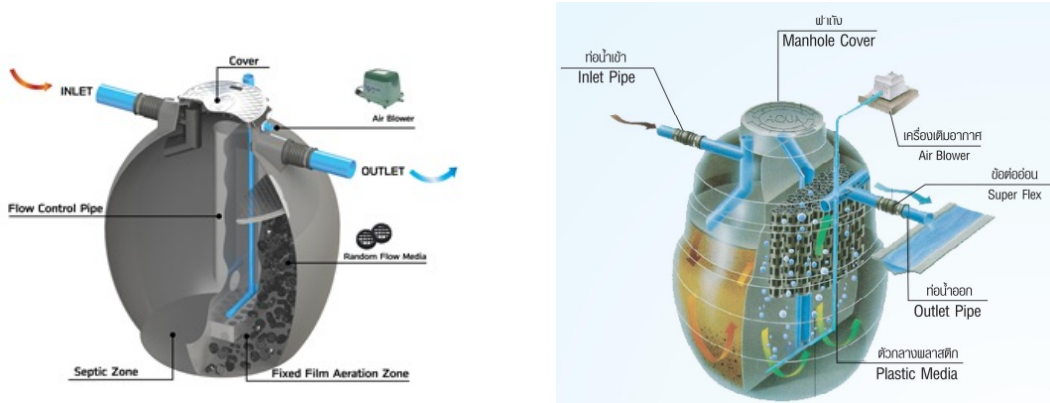 Cover
INLET
Air Blower
OUTLET
Flow Control Pipe
Random Flow Media
Septic Zone
Fixed Film Aeration Zone
ฝาถัง
Manhole Cover
ท่อน้ำเข้า
Inlet Pipe
เครื่องเติมอากาศ
Air Blower
ข้อต่ออ่อน
Super Flex
ท่อน้ำออก
Outlet Pipe
ตัวกลางพลาสติก
Plastic Media